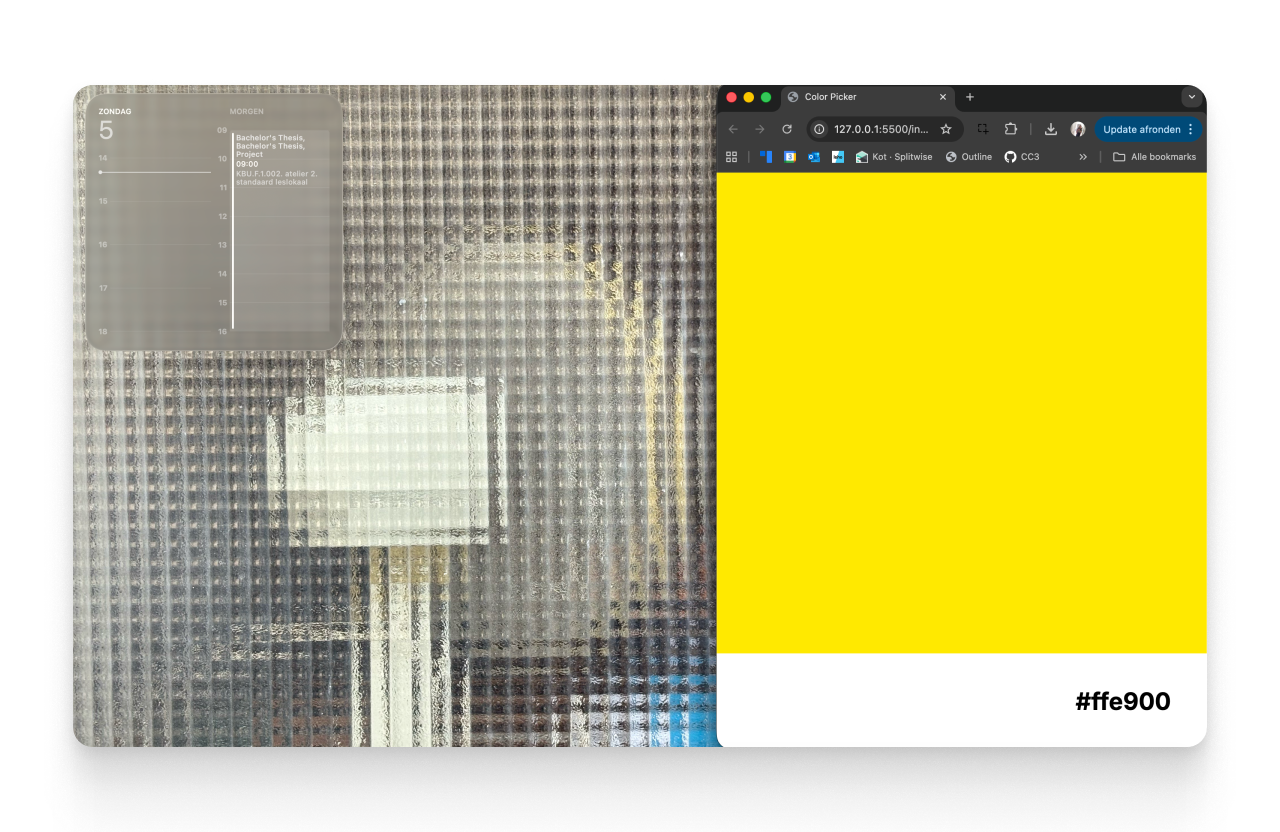 ZONDAG
5
14
15
16
17
18
MORGEN
09
10
11
12
13
14
15
16
Bachelor's Thesis,
Bachelor's Thesis,
Project
09:00
KBU.F.1.002. atelier 2.
standaard leslokaal
Color Picker
127.0.0.1:5500/in...
Update afronden
Kot · Splitwise
Outline
CC3
Alle bookmarks
#ffe900